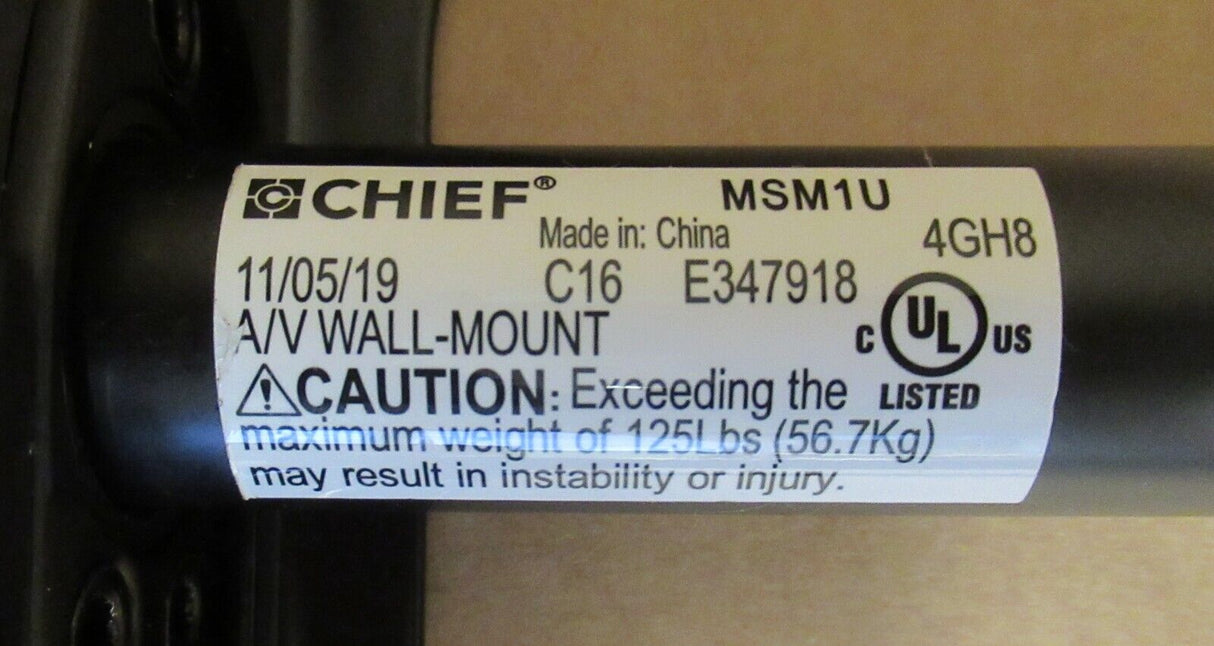 CHIEF® MSM1U
Made in: China 4GH8
11/05/19 C16 E347918
A/V WALL-MOUNT C UL US
⚠CAUTION: Exceeding the LISTED
maximum weight of 125Lbs (56.7Kg)
may result in instability or injury.